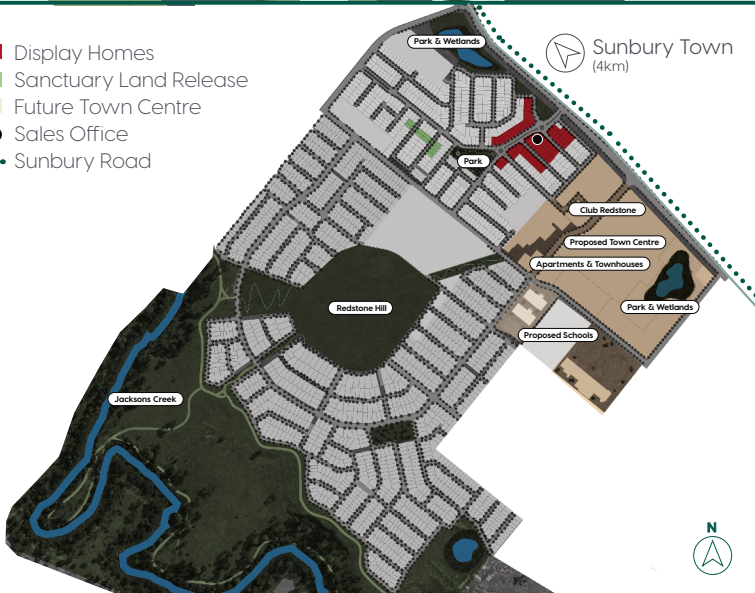 Display Homes
Sanctuary Land Release
Future Town Centre
Sales Office
Sunbury Road
Park & Wetlands
Sunbury Town
(4km)
Park
Club Redstone
Proposed Town Centre
Apartments & Townhouses
Redstone Hill
Park & Wetlands
Proposed Schools
Jacksons Creek
N